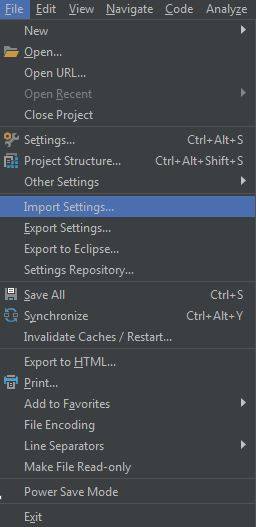 File Edit View Navigate Code Analyze
New
Open...
Open URL...
Open Recent
Close Project
Settings... Ctrl+Alt+S
Project Structure... Ctrl+Alt+Shift+S
Other Settings
Import Settings...
Export Settings...
Export to Eclipse...
Settings Repository...
Save All Ctrl+S
Synchronize Ctrl+Alt+Y
Invalidate Caches / Restart...
Export to HTML...
Print...
Add to Favorites
File Encoding
Line Separators
Make File Read-only
Power Save Mode
Exit